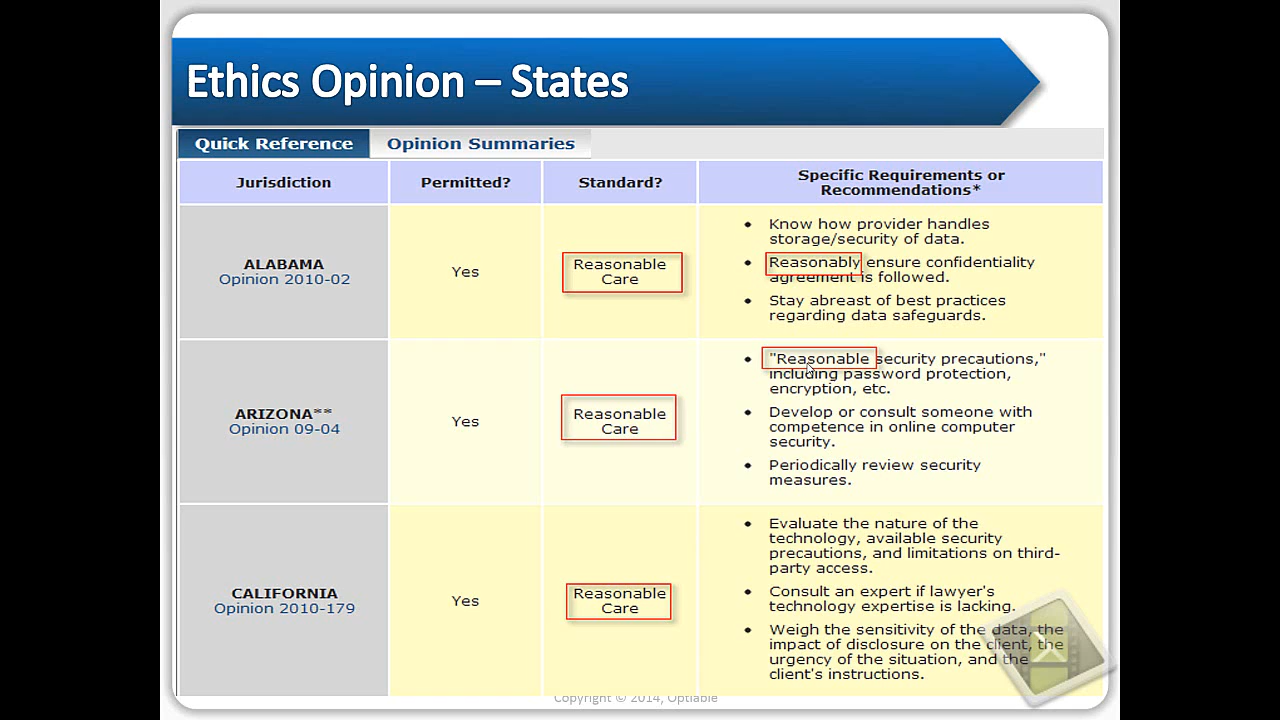 Ethics Opinion – States
Quick Reference
Opinion Summaries
Jurisdiction
Permitted?
Standard?
Specific Requirements or
Recommendations*
ALABAMA
Opinion 2010-02
Yes
Reasonable
Care
• Know how provider handles
storage/security of data.
• Reasonably ensure confidentiality
agreement is followed.
• Stay abreast of best practices
regarding data safeguards.
ARIZONA**
Opinion 09-04
Yes
Reasonable
Care
• "Reasonable security precautions,"
including password protection,
encryption, etc.
• Develop or consult someone with
competence in online computer
security.
• Periodically review security
measures.
CALIFORNIA
Opinion 2010-179
Yes
Reasonable
Care
• Evaluate the nature of the
technology, available security
precautions, and limitations on third-
party access.
• Consult an expert if lawyer's
technology expertise is lacking.
• Weigh the sensitivity of the data, the
impact of disclosure on the client, the
urgency of the situation, and the
client's instructions.
Copyright © 2014, Optiable